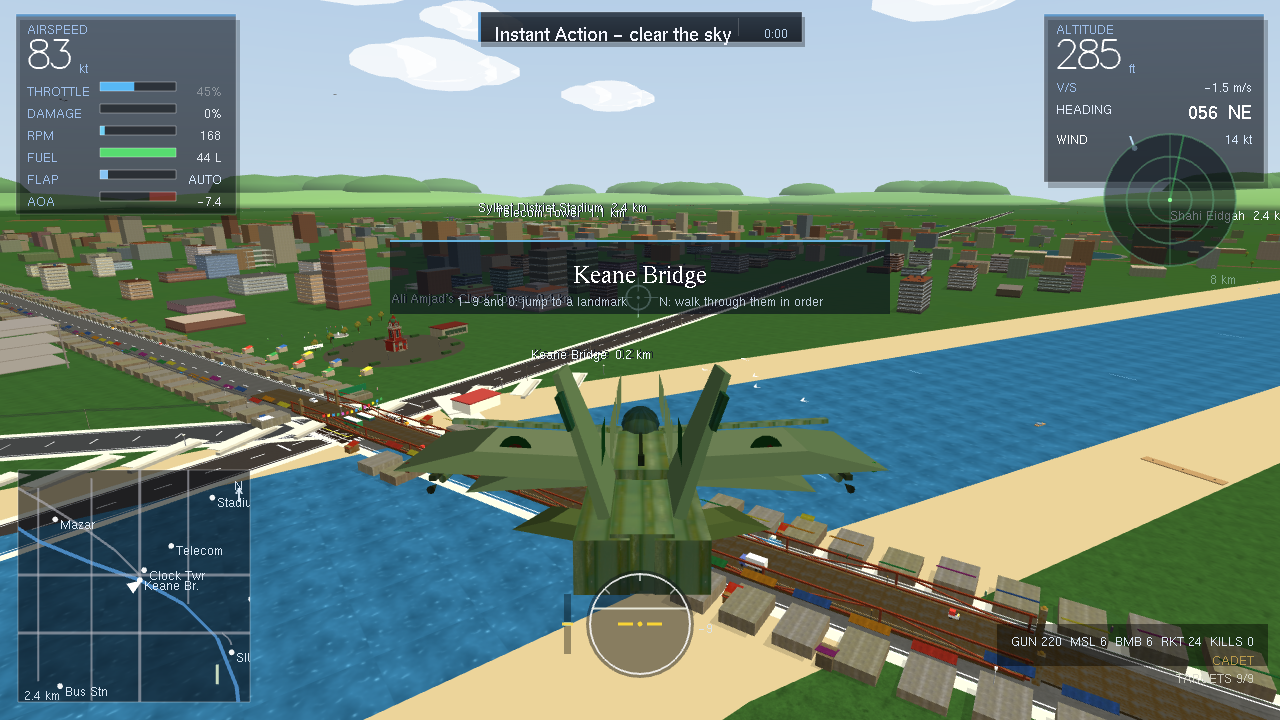 AIRSPEED
83 kt
THROTTLE 45%
DAMAGE 0%
RPM 168
FUEL 44 L
FLAP AUTO
AOA -7.4
Instant Action – clear the sky 0:00
ALTITUDE
285 ft
V/S -1.5 m/s
HEADING 056 NE
WIND 14 kt
Shahi Eidgah 2.4 k
8 km
Sylhet District Stadium 2.4 km
Telecom Tower 1.1 km
Keane Bridge
Ali Amjad's
1-9 and 0: jump to a landmark N: walk through them in order
Keane Bridge 0.2 km
N
Stadiu
Mazar
Telecom
Clock Twr
Keane Br.
Sil
2.4 km
Bus Stn
-9
GUN 220 MSL 6 BMB 6 RKT 24 KILLS 0
CADET
TARGETS 9/9